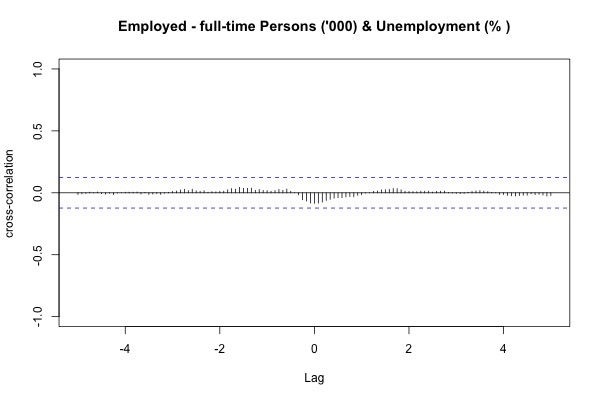 Employed - full-time Persons ('000) & Unemployment (% )
1.0
0.5
0.0
-0.5
-1.0
cross-correlation
-4 -2 0 2 4
Lag